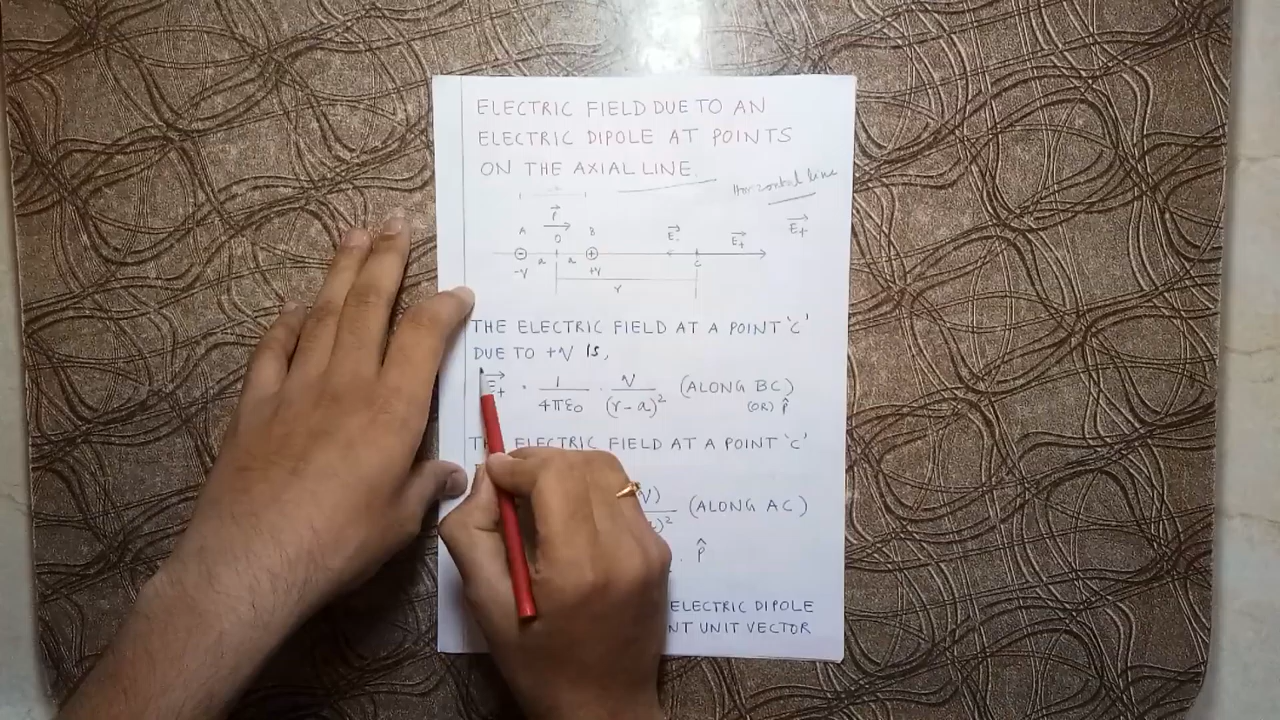 ELECTRIC FIELD DUE TO AN
ELECTRIC DIPOLE AT POINTS
ON THE AXIAL LINE.
Horizontal line
p⃗
A O B E⃗- E⃗+ E⃗+
a a C
-V +V
r
THE ELECTRIC FIELD AT A POINT 'C'
DUE TO +V IS,
E⃗+ = 1/4πε0 · V/(r-a)² (ALONG BC)
(OR) p̂
ELECTRIC FIELD AT A POINT 'C'
V) (ALONG AC)
)²
. p̂
ELECTRIC DIPOLE
UNIT VECTOR